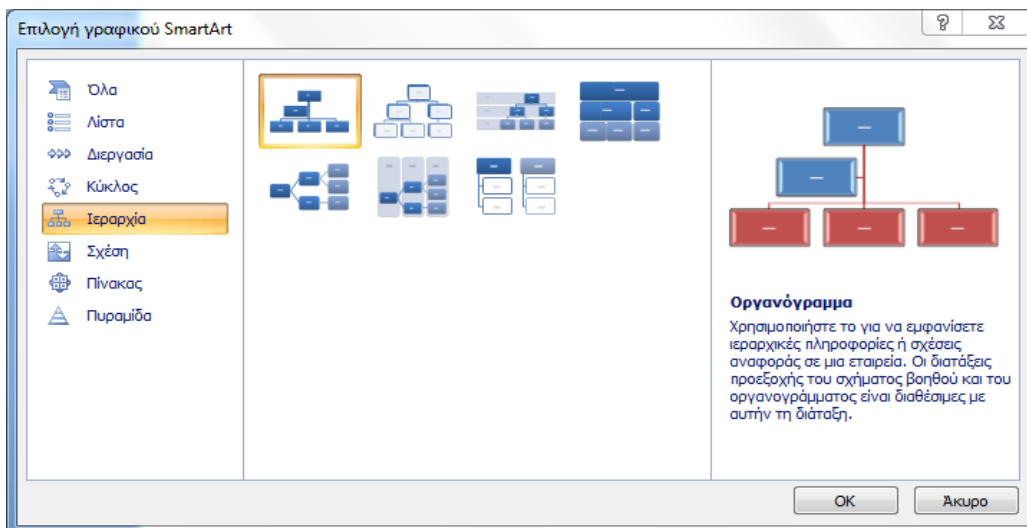 Επιλογή γραφικού SmartArt
Όλα
Λίστα
Διεργασία
Κύκλος
Ιεραρχία
Σχέση
Πίνακας
Πυραμίδα
Οργανόγραμμα
Χρησιμοποιήστε το για να εμφανίσετε
ιεραρχικές πληροφορίες ή σχέσεις
αναφοράς σε μια εταιρεία. Οι διατάξεις
προεξοχής του σχήματος βοηθού και του
οργανογράμματος είναι διαθέσιμες με
αυτήν τη διάταξη.
OK
Άκυρο